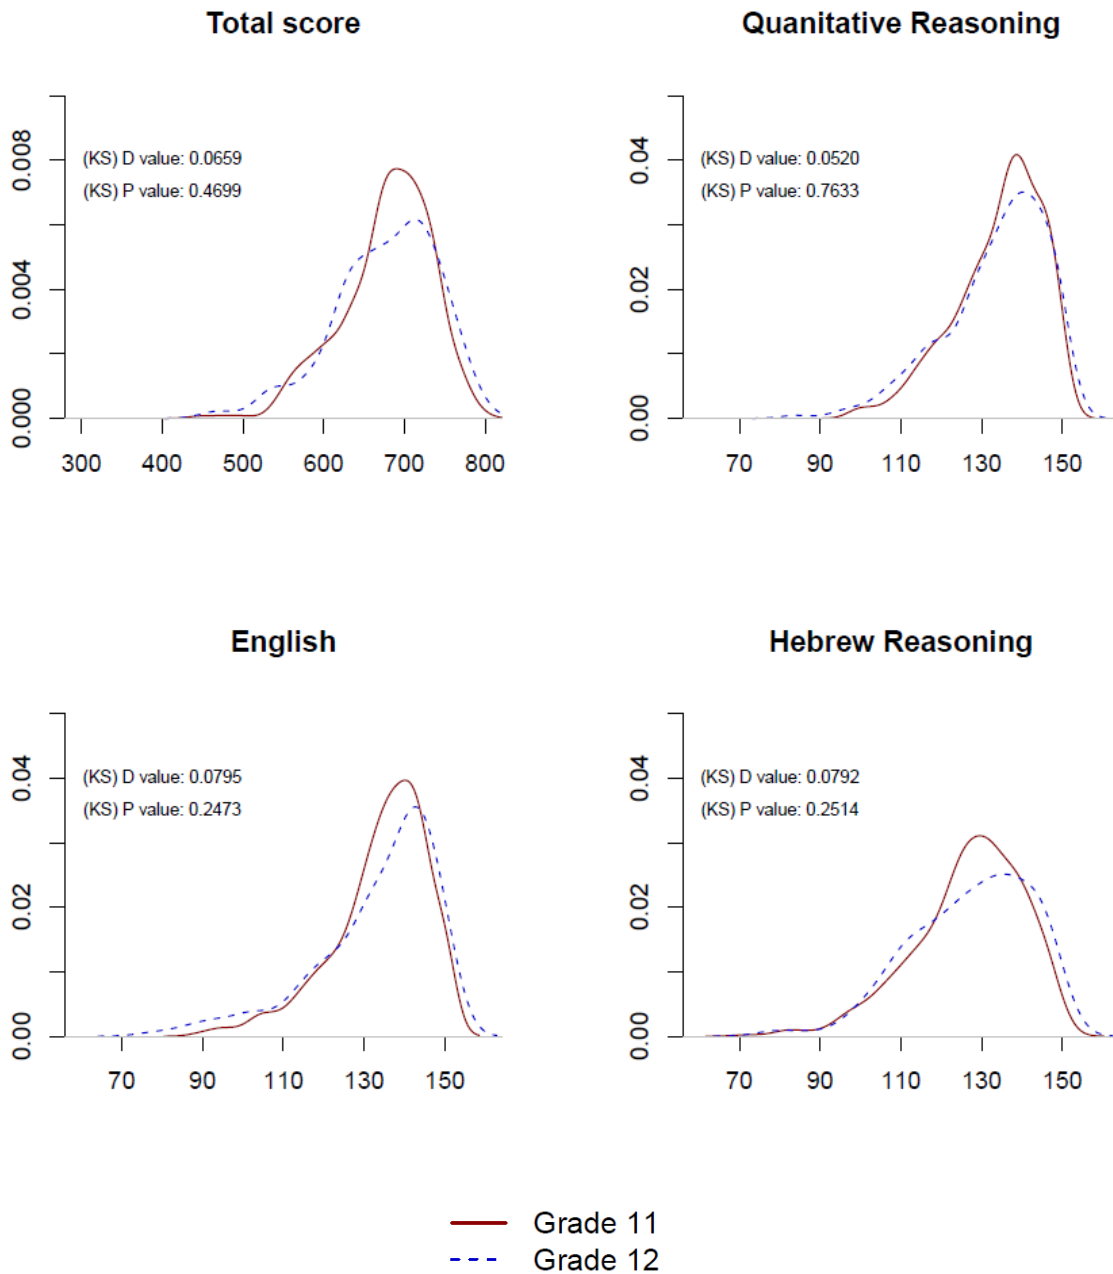 Total score
(KS) D value: 0.0659
(KS) P value: 0.4699
0.000 0.004 0.008
300 400 500 600 700 800
Quanitative Reasoning
(KS) D value: 0.0520
(KS) P value: 0.7633
0.00 0.02 0.04
70 90 110 130 150
English
(KS) D value: 0.0795
(KS) P value: 0.2473
0.00 0.02 0.04
70 90 110 130 150
Hebrew Reasoning
(KS) D value: 0.0792
(KS) P value: 0.2514
0.00 0.02 0.04
70 90 110 130 150
Grade 11
Grade 12